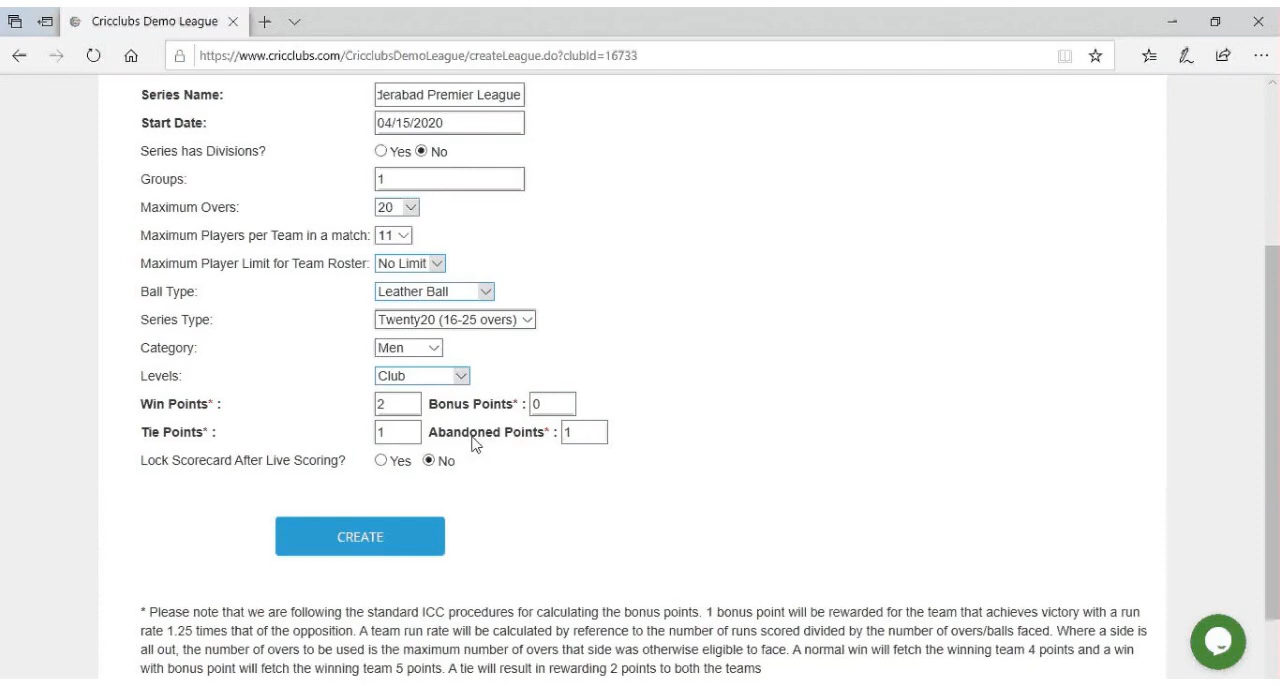 Cricclubs Demo League
https://www.cricclubs.com/CricclubsDemoLeague/createLeague.do?clubId=16733
Series Name: derabad Premier League
Start Date: 04/15/2020
Series has Divisions? Yes No
Groups: 1
Maximum Overs: 20
Maximum Players per Team in a match: 11
Maximum Player Limit for Team Roster: No Limit
Ball Type: Leather Ball
Series Type: Twenty20 (16-25 overs)
Category: Men
Levels: Club
Win Points* : 2 Bonus Points* : 0
Tie Points* : 1 Abandoned Points* : 1
Lock Scorecard After Live Scoring? Yes No
CREATE
* Please note that we are following the standard ICC procedures for calculating the bonus points. 1 bonus point will be rewarded for the team that achieves victory with a run
rate 1.25 times that of the opposition. A team run rate will be calculated by reference to the number of runs scored divided by the number of overs/balls faced. Where a side is
all out, the number of overs to be used is the maximum number of overs that side was otherwise eligible to face. A normal win will fetch the winning team 4 points and a win
with bonus point will fetch the winning team 5 points. A tie will result in rewarding 2 points to both the teams